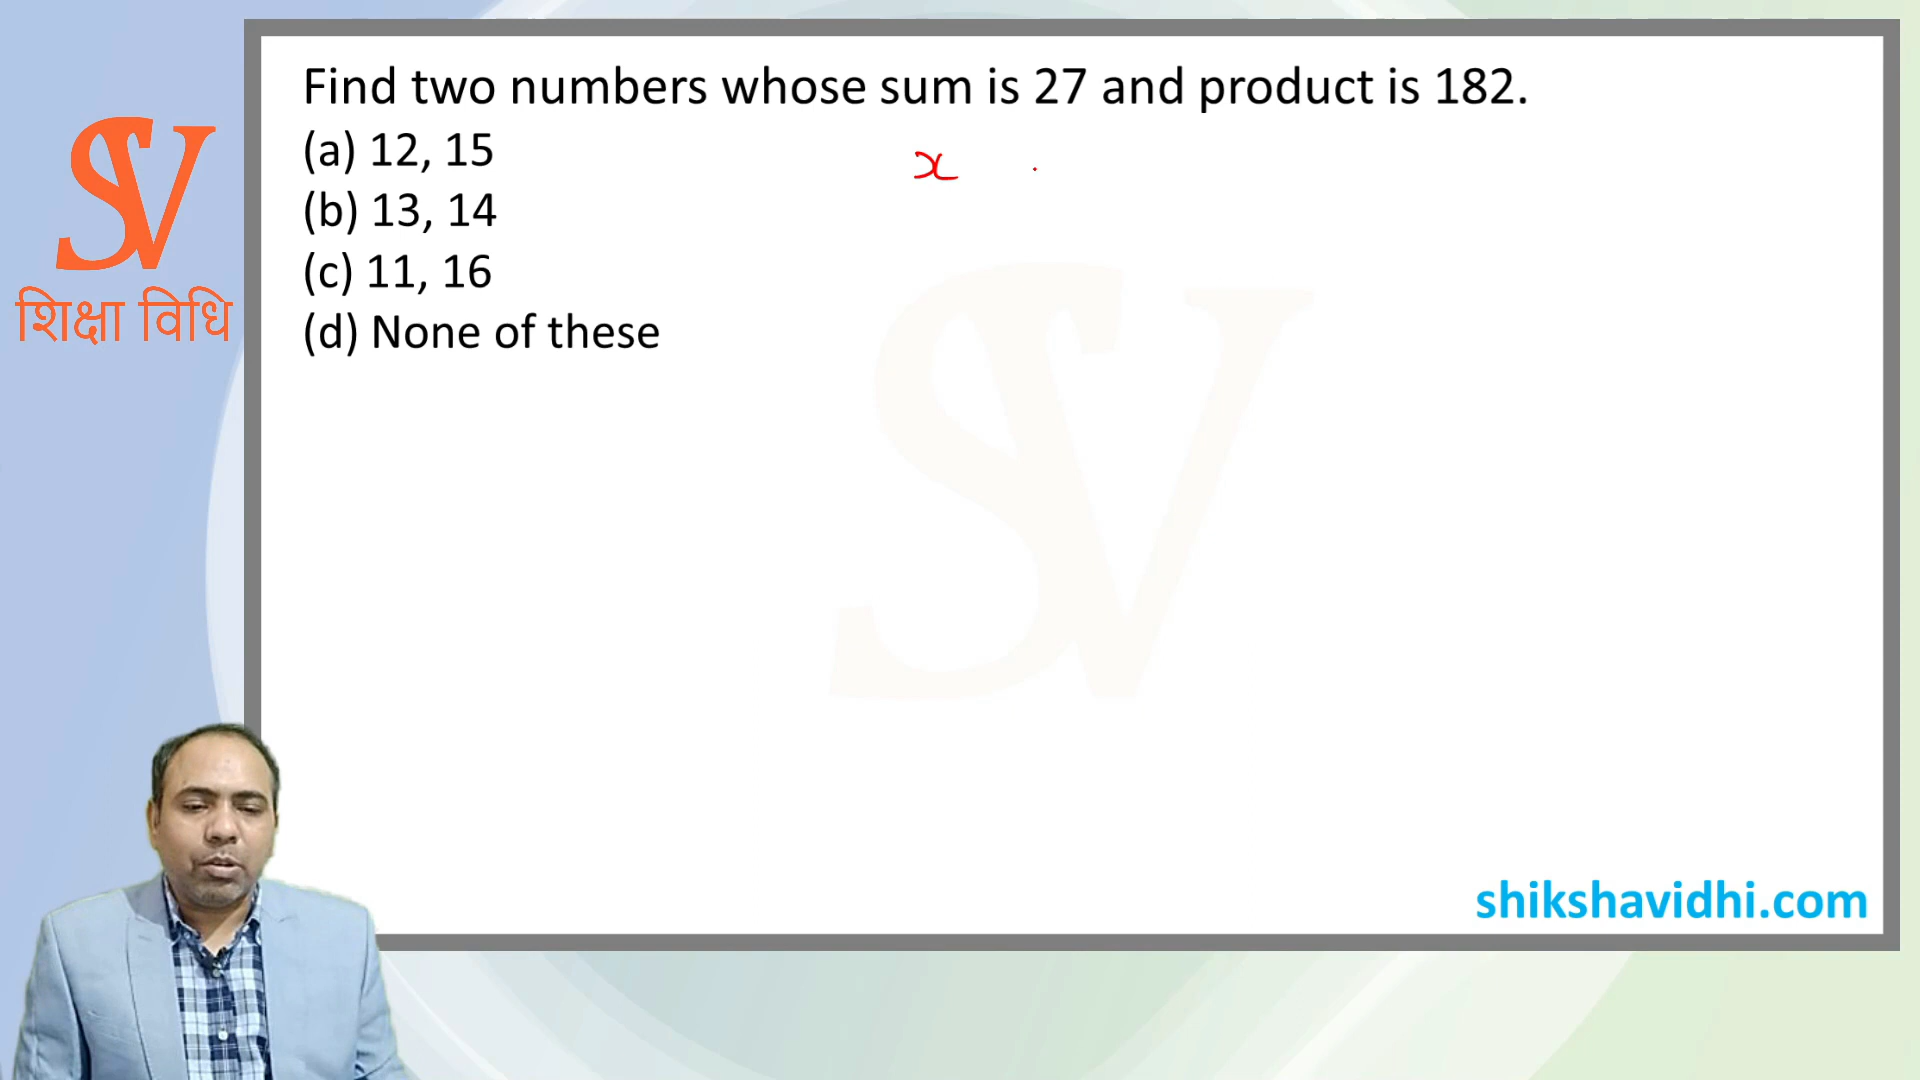 SV
शिक्षा विधि
Find two numbers whose sum is 27 and product is 182.
(a) 12, 15
x
(b) 13, 14
(c) 11, 16
(d) None of these
SV
shikshavidhi.com